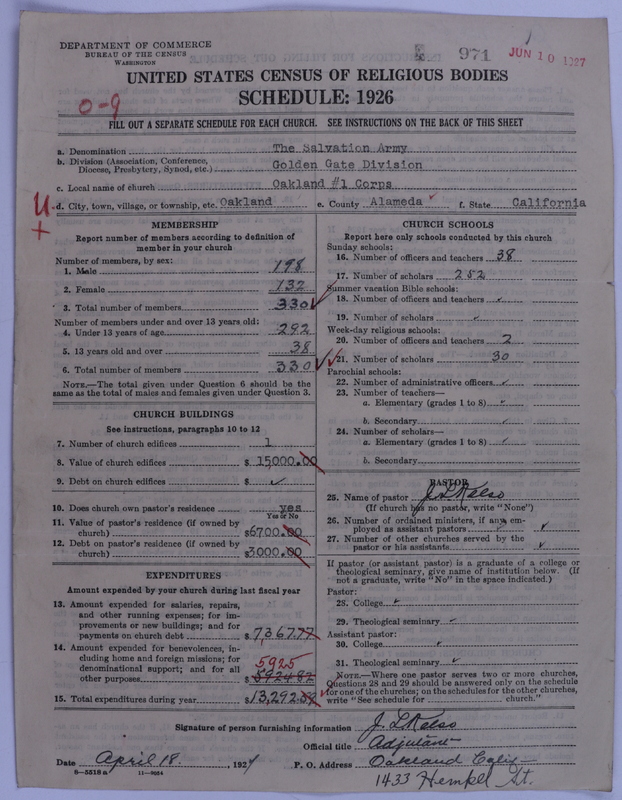 DEPARTMENT OF COMMERCE
BUREAU OF THE CENSUS
WASHINGTON
971
JUN 10 1927
UNITED STATES CENSUS OF RELIGIOUS BODIES
SCHEDULE: 1926
0-9
FILL OUT A SEPARATE SCHEDULE FOR EACH CHURCH. SEE INSTRUCTIONS ON THE BACK OF THIS SHEET
a. Denomination The Salvation Army
b. Division (Association, Conference, Diocese, Presbytery, Synod, etc.) Golden Gate Division
c. Local name of church Oakland #1 Corps
d. City, town, village, or township, etc. Oakland e. County Alameda f. State California
MEMBERSHIP
Report number of members according to definition of
member in your church
Number of members, by sex:
1. Male 198
2. Female 132
3. Total number of members 330
Number of members under and over 13 years old:
4. Under 13 years of age 292
5. 13 years old and over 38
6. Total number of members 330
NOTE.—The total given under Question 6 should be
same as the total of males and females given under Question 3.
CHURCH BUILDINGS
See instructions, paragraphs 10 to 12
7. Number of church edifices 1
8. Value of church edifices $ 15000.00
9. Debt on church edifices $ ✓
10. Does church own pastor's residence yes
Yes or No
11. Value of pastor's residence (if owned by
church) $6700.00
12. Debt on pastor's residence (if owned by
church) $3000.00
EXPENDITURES
Amount expended by your church during last fiscal year
13. Amount expended for salaries, repairs,
and other running expenses; for im-
provements or new buildings; and for
payments on church debt $7367.77
14. Amount expended for benevolences, in-
cluding home and foreign missions; for
denominational support; and for all
5925
other purposes $ 5924 82
15. Total expenditures during year $13,292.59
CHURCH SCHOOLS
Report here only schools conducted by this church
Sunday schools:
16. Number of officers and teachers 38
17. Number of scholars 252
Summer vacation Bible schools:
18. Number of officers and teachers ✓
19. Number of scholars ✓
Week-day religious schools:
20. Number of officers and teachers 2
21. Number of scholars 30
Parochial schools:
22. Number of administrative officers ✓
23. Number of teachers—
a. Elementary (grades 1 to 8) ✓
b. Secondary ✓
24. Number of scholars—
a. Elementary (grades 1 to 8) ✓
b. Secondary
PASTOR
25. Name of pastor J. L. Kelso
(If church has no pastor, write "None")
26. Number of ordained ministers, if any, em-
ployed as assistant pastors ✓
27. Number of other churches served by the
pastor or his assistants ✓
If pastor (or assistant pastor) is a graduate of a college or
theological seminary, give name of institution below. (If
not a graduate, write "No" in the space indicated.)
Pastor:
28. College ✓
29. Theological seminary ✓
Assistant pastor:
30. College ✓
31. Theological seminary ✓
NOTE.—Where one pastor serves two or more churches,
Questions 28 and 29 should be answered only on the schedule
for one of the churches; on the schedules for the other churches,
write "See schedule for church."
Signature of person furnishing information J. L. Kelso
Official title Adjutant
Date April 18, 1927 P. O. Address Oakland Calif
8—5518a 11—9024
1433 Hempel St.